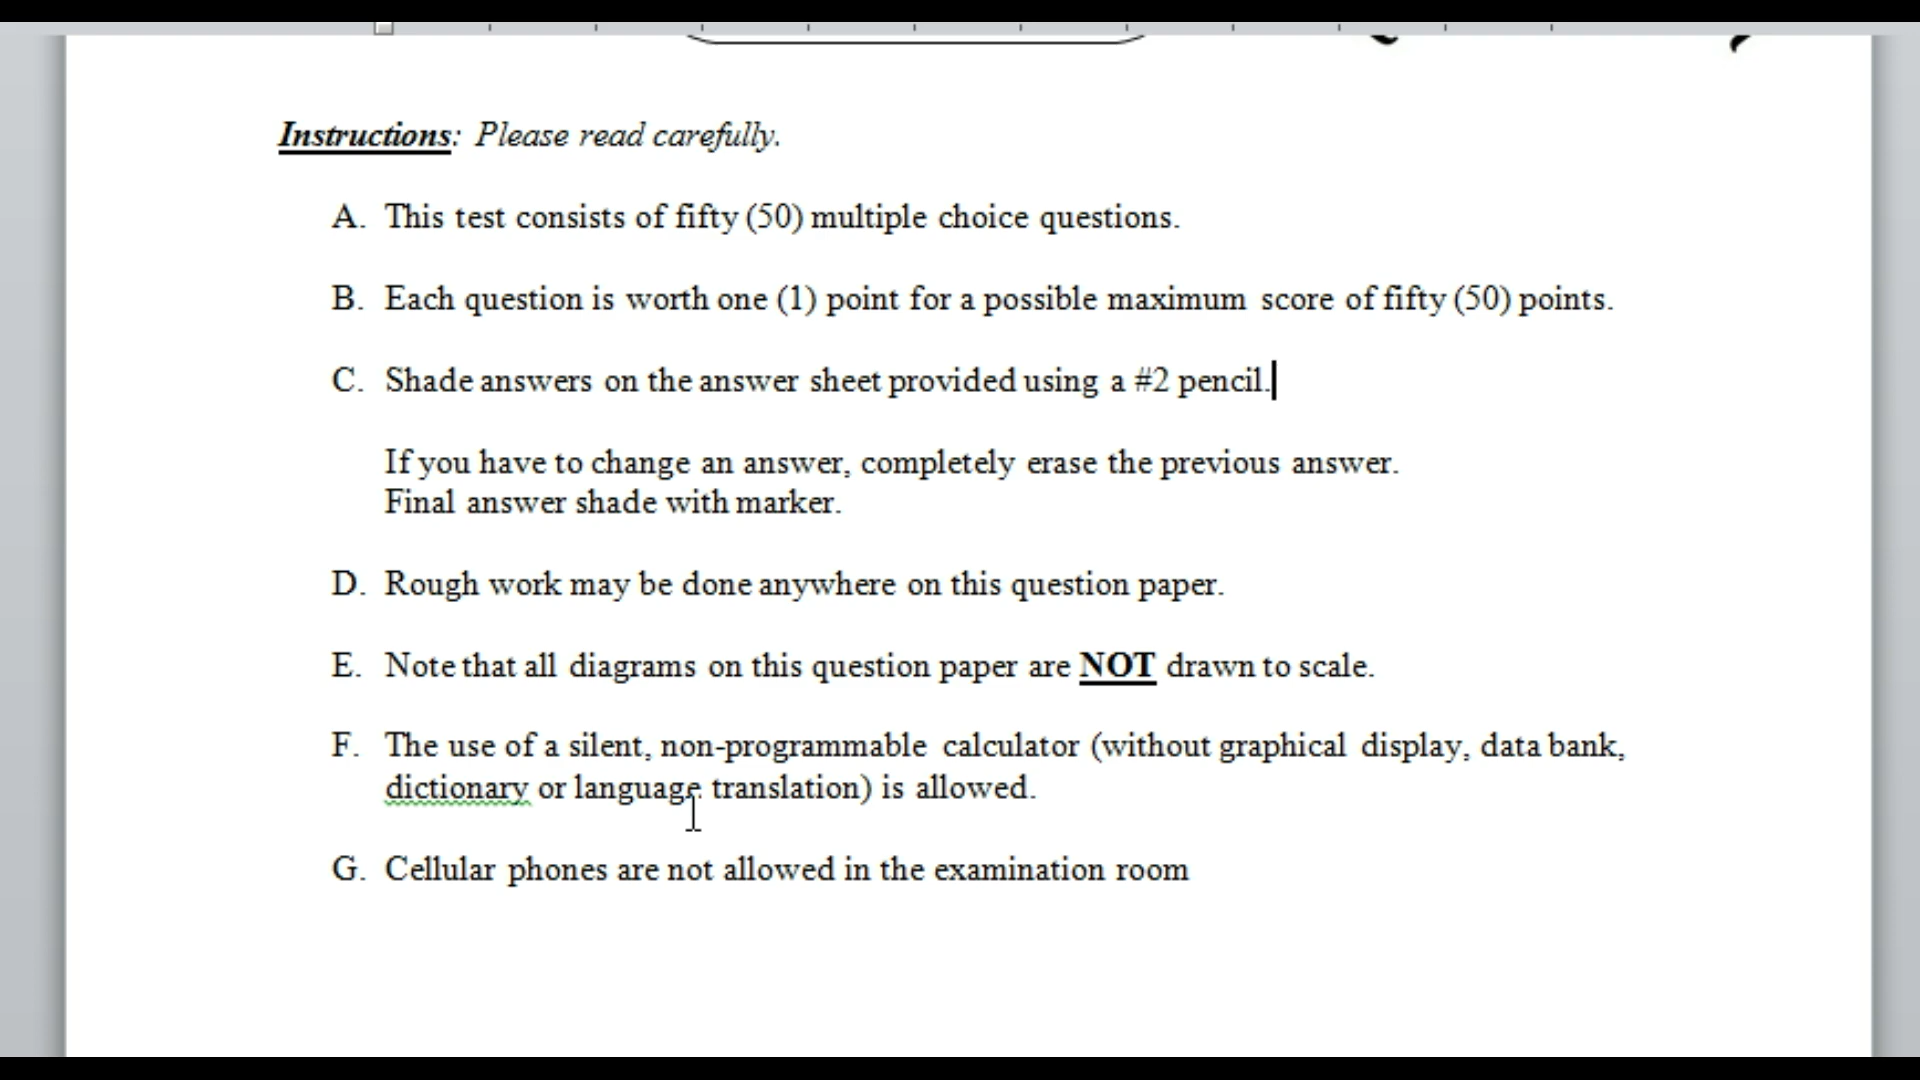 Instructions: Please read carefully.
A. This test consists of fifty (50) multiple choice questions.
B. Each question is worth one (1) point for a possible maximum score of fifty (50) points.
C. Shade answers on the answer sheet provided using a #2 pencil.
If you have to change an answer, completely erase the previous answer.
Final answer shade with marker.
D. Rough work may be done anywhere on this question paper.
E. Note that all diagrams on this question paper are NOT drawn to scale.
F. The use of a silent, non-programmable calculator (without graphical display, data bank,
dictionary or language translation) is allowed.
G. Cellular phones are not allowed in the examination room